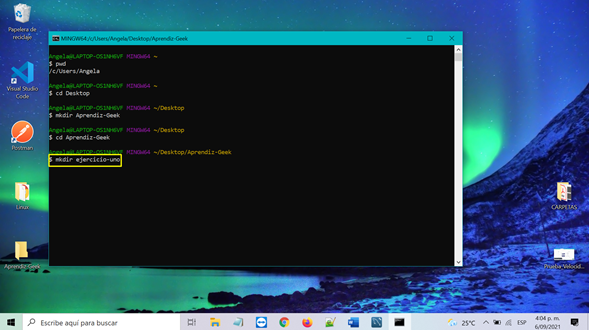 Papelera de
reciclaje
Visual Studio
Code
Postman
Linux
Aprendiz-Geek
MINGW64:/c/Users/Angela/Desktop/Aprendiz-Geek
Angela@LAPTOP-OS1NH6VF MINGW64 ~
$ pwd
/c/Users/Angela
Angela@LAPTOP-OS1NH6VF MINGW64 ~
$ cd Desktop
Angela@LAPTOP-OS1NH6VF MINGW64 ~/Desktop
$ mkdir Aprendiz-Geek
Angela@LAPTOP-OS1NH6VF MINGW64 ~/Desktop
$ cd Aprendiz-Geek
Angela@LAPTOP-OS1NH6VF MINGW64 ~/Desktop/Aprendiz-Geek
$ mkdir ejercicio-uno
CARPETAS
Prueba-Velocid...
Escribe aquí para buscar
25°C
ESP
4:04 p. m.
6/09/2021